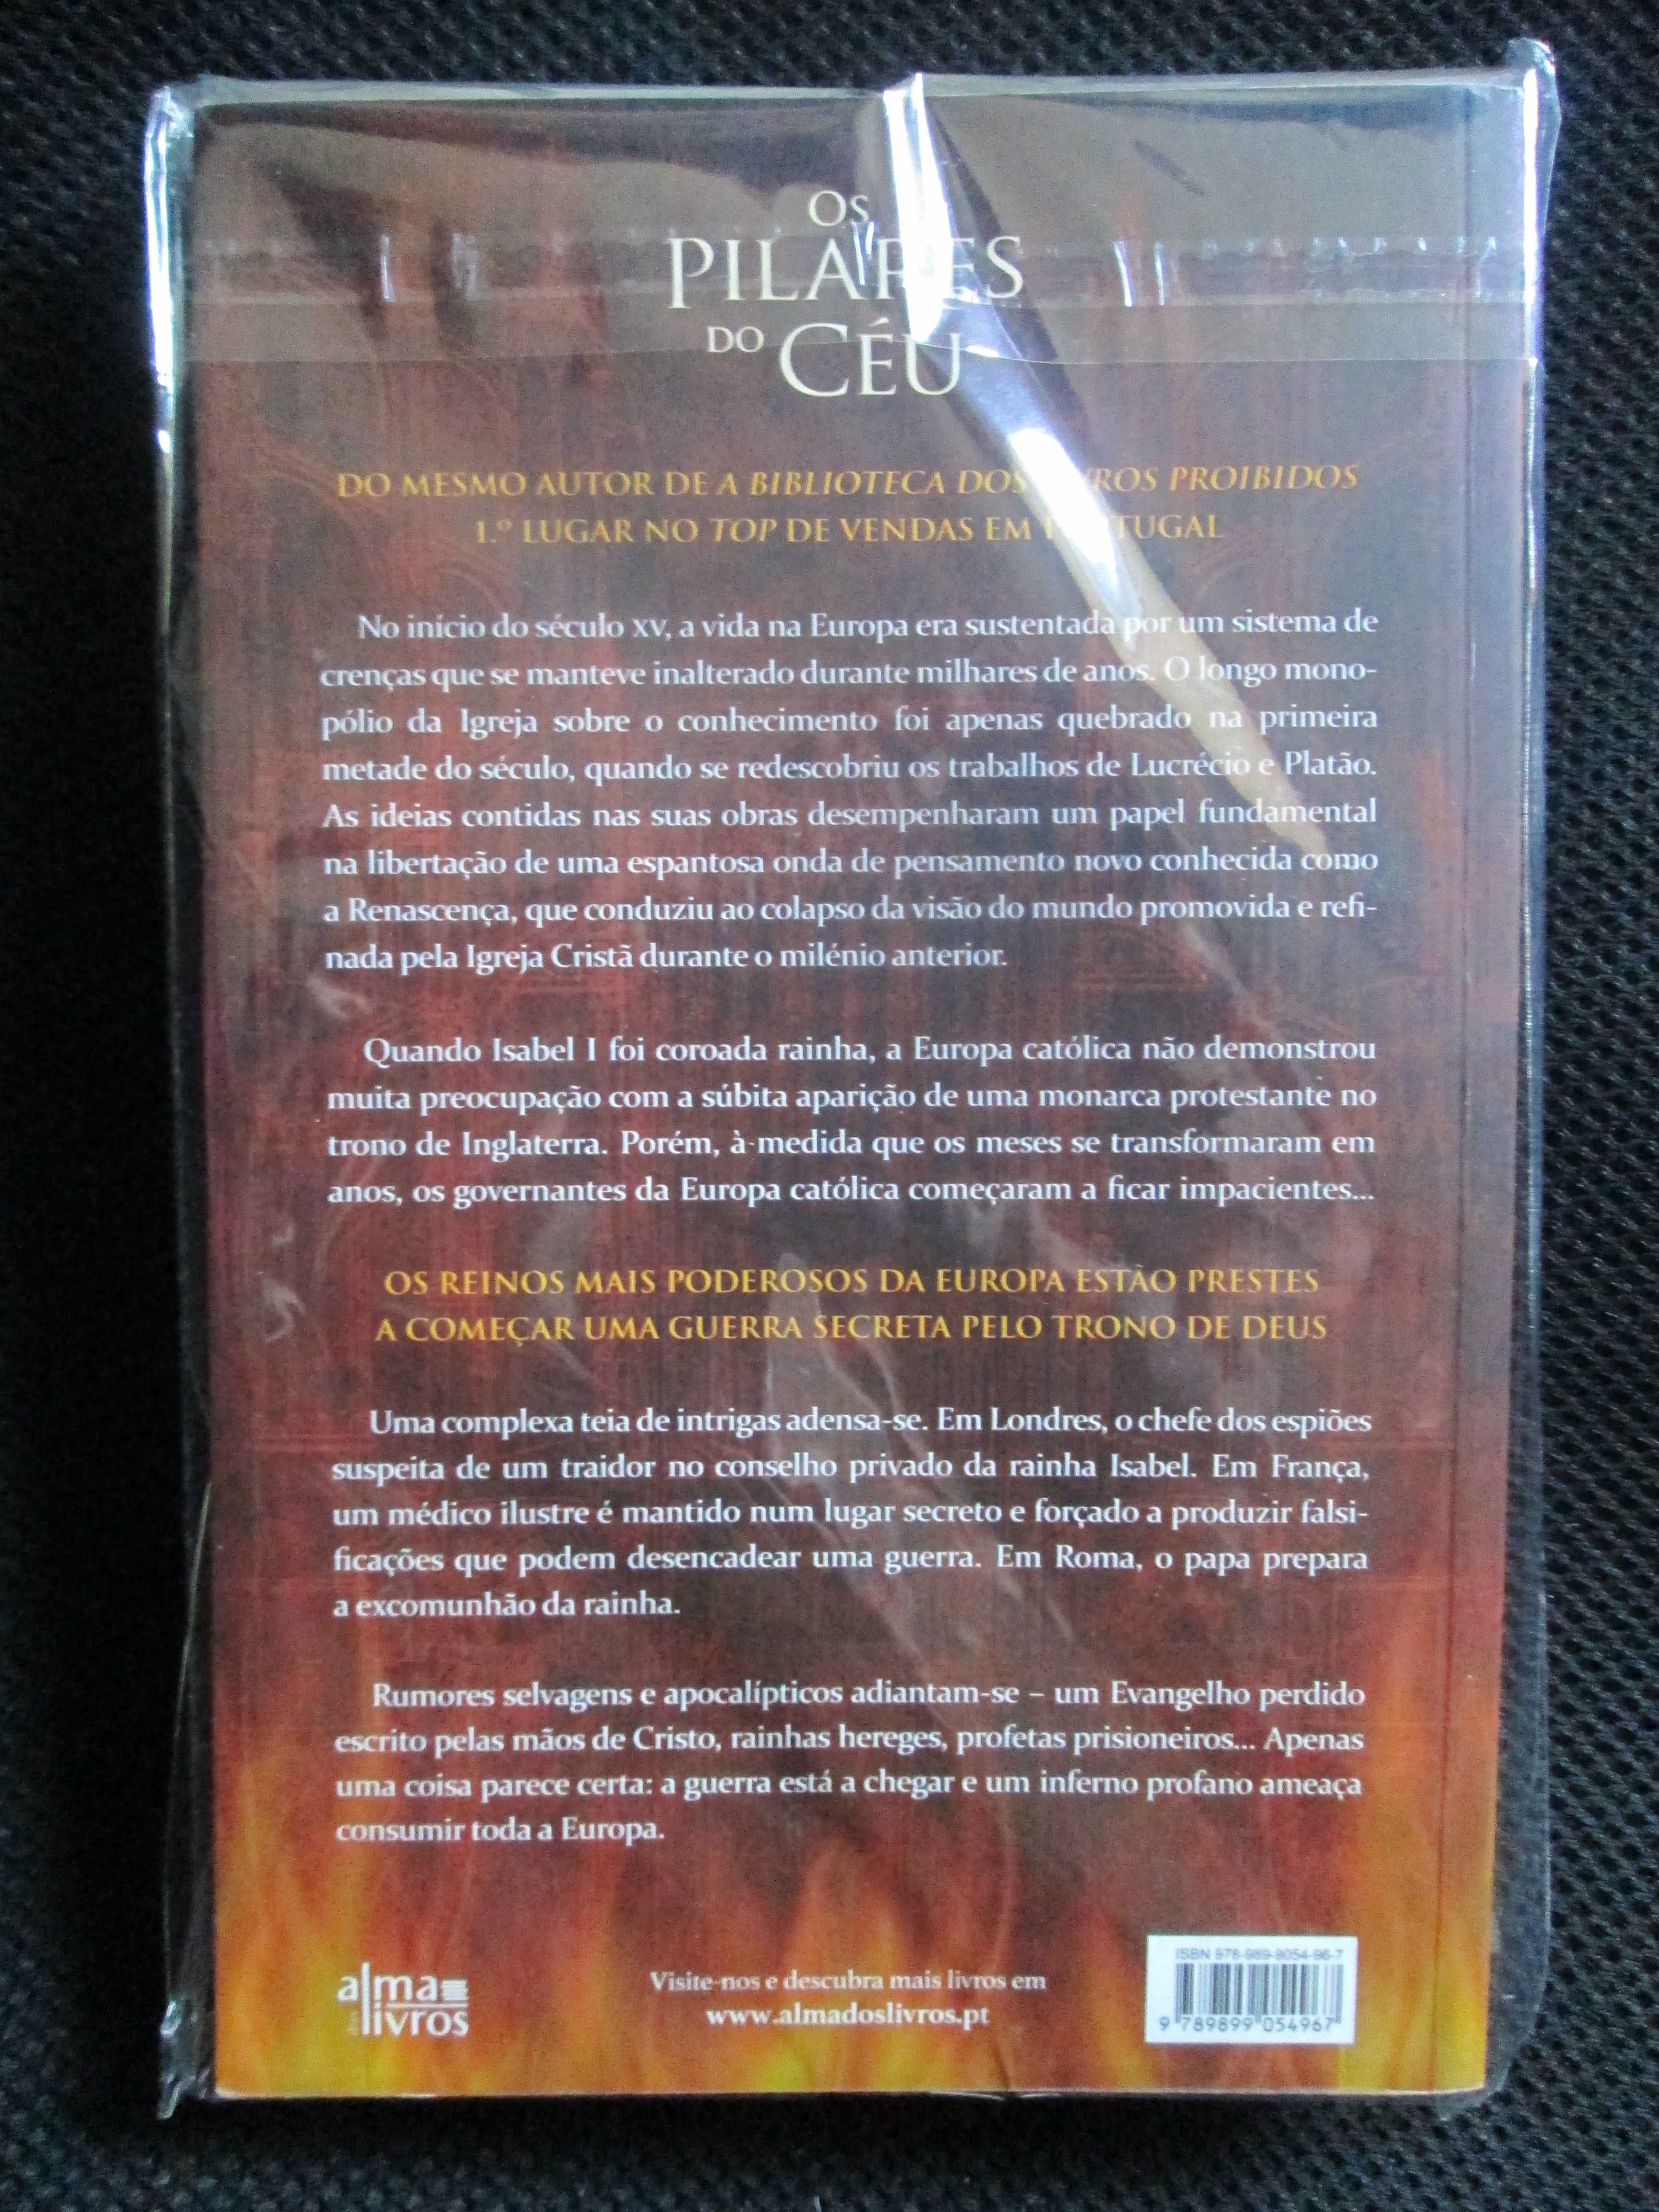 OS
PILARES
DO CÉU
DO MESMO AUTOR DE A BIBLIOTECA DOS LIVROS PROIBIDOS
1.º LUGAR NO TOP DE VENDAS EM PORTUGAL
No início do século XV, a vida na Europa era sustentada por um sistema de
crenças que se manteve inalterado durante milhares de anos. O longo mono-
pólio da Igreja sobre o conhecimento foi apenas quebrado na primeira
metade do século, quando se redescobriu os trabalhos de Lucrécio e Platão.
As ideias contidas nas suas obras desempenharam um papel fundamental
na libertação de uma espantosa onda de pensamento novo conhecida como
a Renascença, que conduziu ao colapso da visão do mundo promovida e refi-
nada pela Igreja Cristã durante o milénio anterior.
Quando Isabel I foi coroada rainha, a Europa católica não demonstrou
muita preocupação com a súbita aparição de uma monarca protestante no
trono de Inglaterra. Porém, à medida que os meses se transformaram em
anos, os governantes da Europa católica começaram a ficar impacientes...
OS REINOS MAIS PODEROSOS DA EUROPA ESTÃO PRESTES
A COMEÇAR UMA GUERRA SECRETA PELO TRONO DE DEUS
Uma complexa teia de intrigas adensa-se. Em Londres, o chefe dos espiões
suspeita de um traidor no conselho privado da rainha Isabel. Em França,
um médico ilustre é mantido num lugar secreto e forçado a produzir falsi-
ficações que podem desencadear uma guerra. Em Roma, o papa prepara
a excomunhão da rainha.
Rumores selvagens e apocalípticos adiantam-se – um Evangelho perdido
escrito pelas mãos de Cristo, rainhas hereges, profetas prisioneiros... Apenas
uma coisa parece certa: a guerra está a chegar e um inferno profano ameaça
consumir toda a Europa.
alma
dos livros
Visite-nos e descubra mais livros em
www.almadoslivros.pt
ISBN 978-989-9054-96-7
9 789899 054967